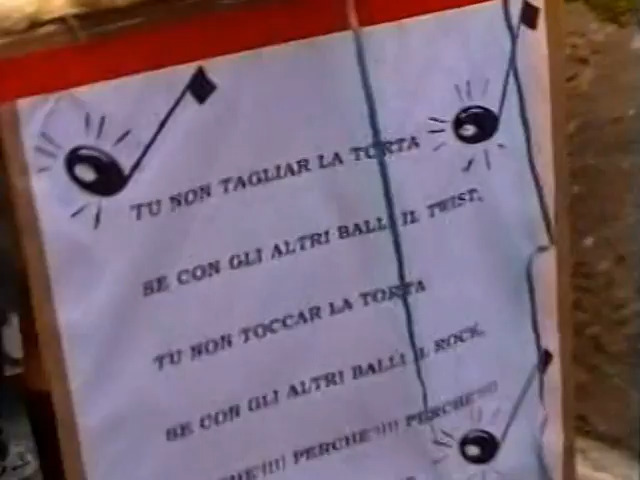 TU NON TAGLIAR LA TORTA
SE CON GLI ALTRI BALLI IL TWIST,
TU NON TOCCAR LA TORTA
SE CON GLI ALTRI BALLI IL ROCK,
PERCHE'!!!! PERCHE'!!!!